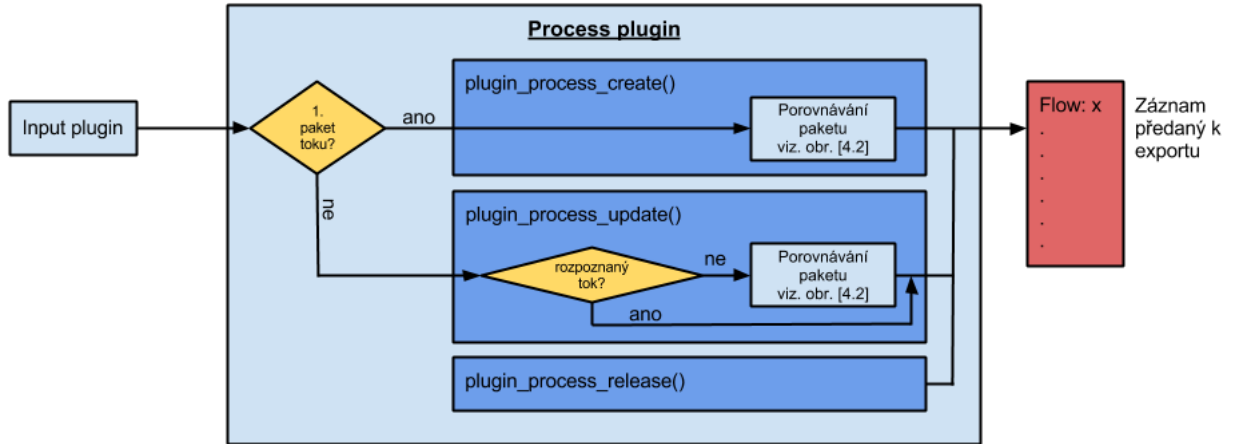 Process plugin
Input plugin
1.
paket
toku?
ano
ne
plugin_process_create()
Porovnávání
paketu
viz. obr. [4.2]
plugin_process_update()
rozpoznaný
tok?
ne
ano
Porovnávání
paketu
viz. obr. [4.2]
plugin_process_release()
Flow: x
.
.
.
.
.
.
Záznam
předaný k
exportu